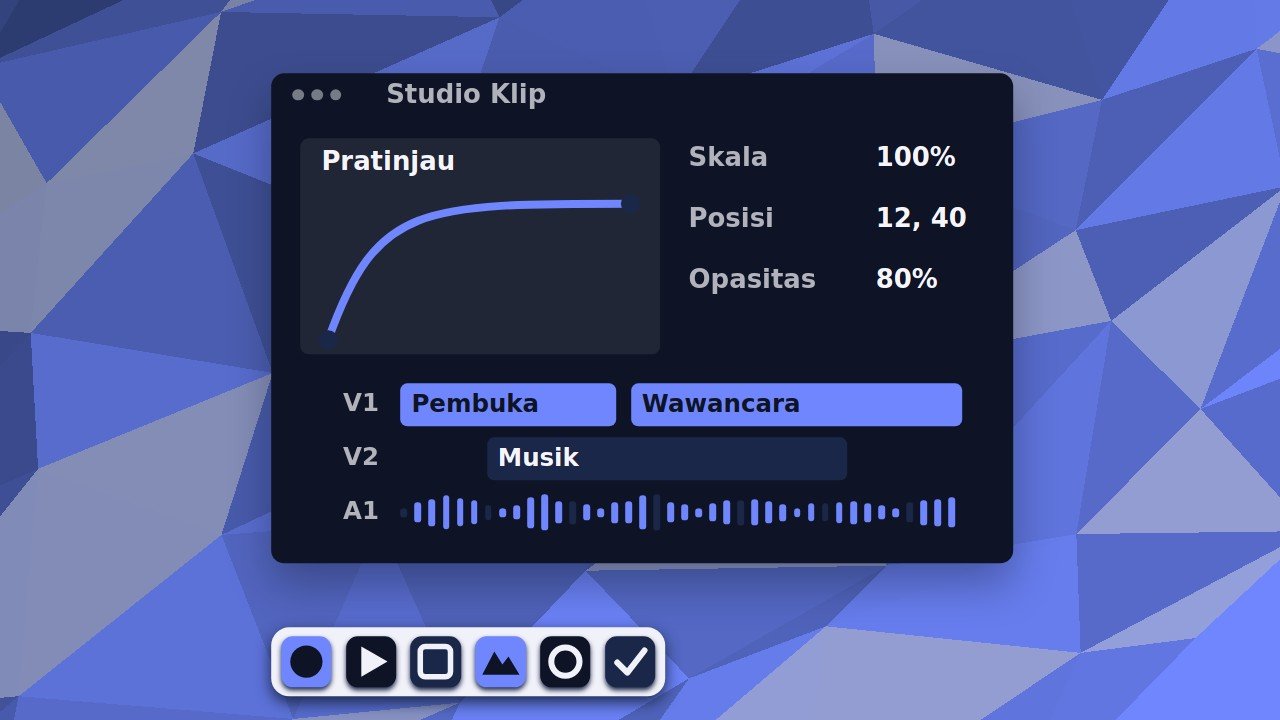 Studio Klip
Pratinjau
Skala 100%
Posisi 12, 40
Opasitas 80%
V1 Pembuka Wawancara
V2 Musik
A1